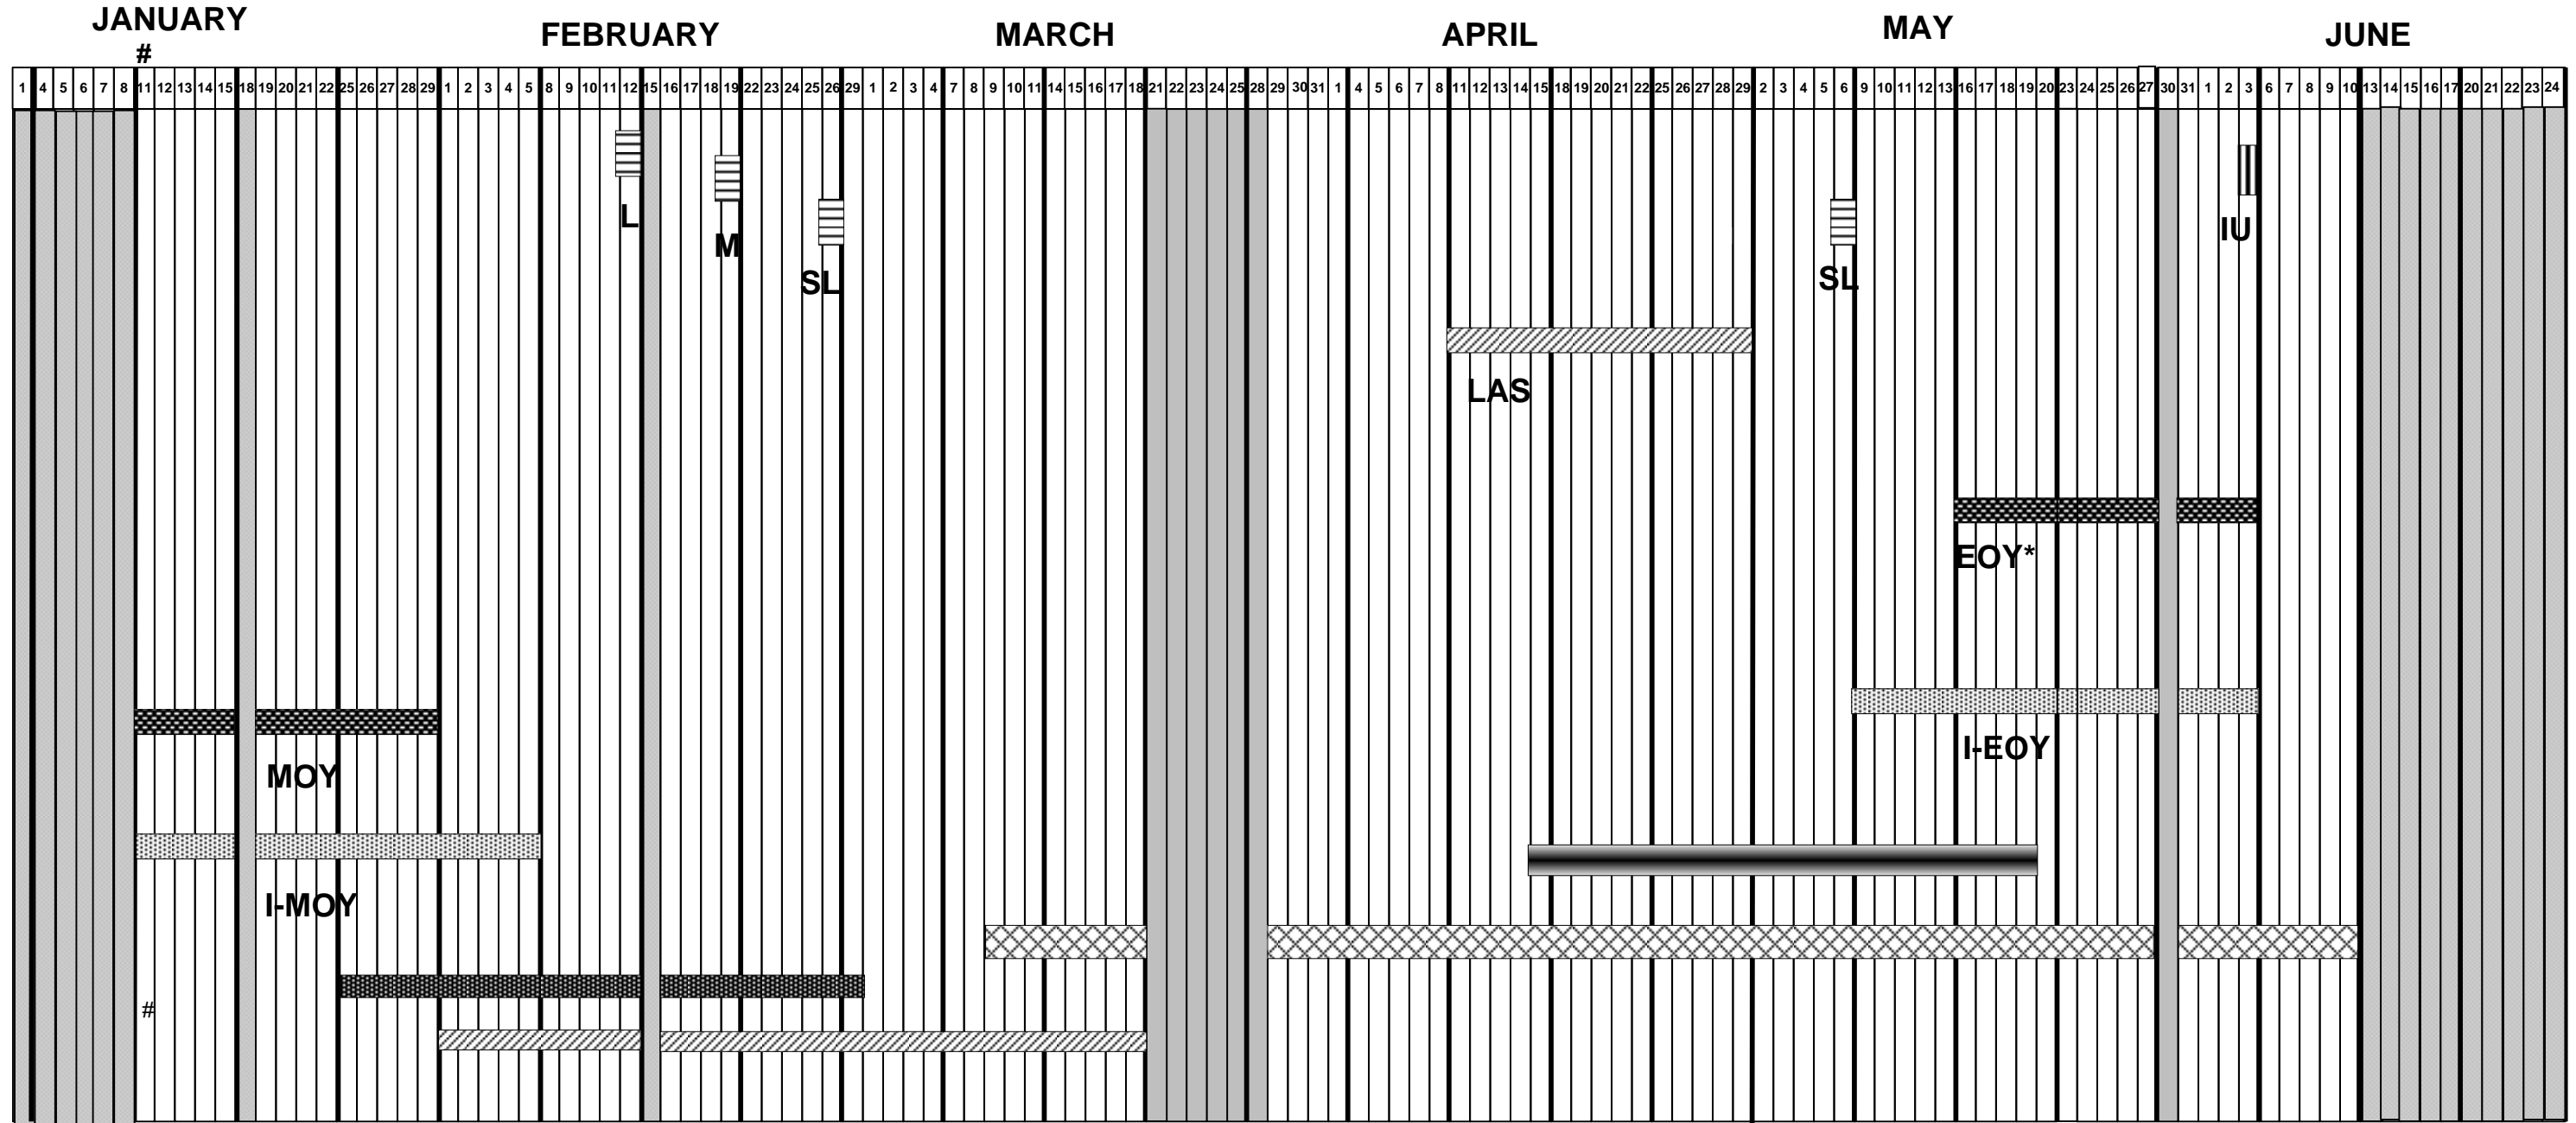 JANUARY FEBRUARY MARCH APRIL MAY JUNE
#
1 4 5 6 7 8 11 12 13 14 15 18 19 20 21 22 25 26 27 28 29 1 2 3 4 5 8 9 10 11 12 15 16 17 18 19 22 23 24 25 26 29 1 2 3 4 7 8 9 10 11 14 15 16 17 18 21 22 23 24 25 28 29 30 31 1 4 5 6 7 8 11 12 13 14 15 18 19 20 21 22 25 26 27 28 29 2 3 4 5 6 9 10 11 12 13 16 17 18 19 20 23 24 25 26 27 30 31 1 2 3 6 7 8 9 10 13 14 15 16 17 20 21 22 23 24
L
IU
M
SL
SL
LAS
EOY*
I-EOY
MOY
I-MOY
#